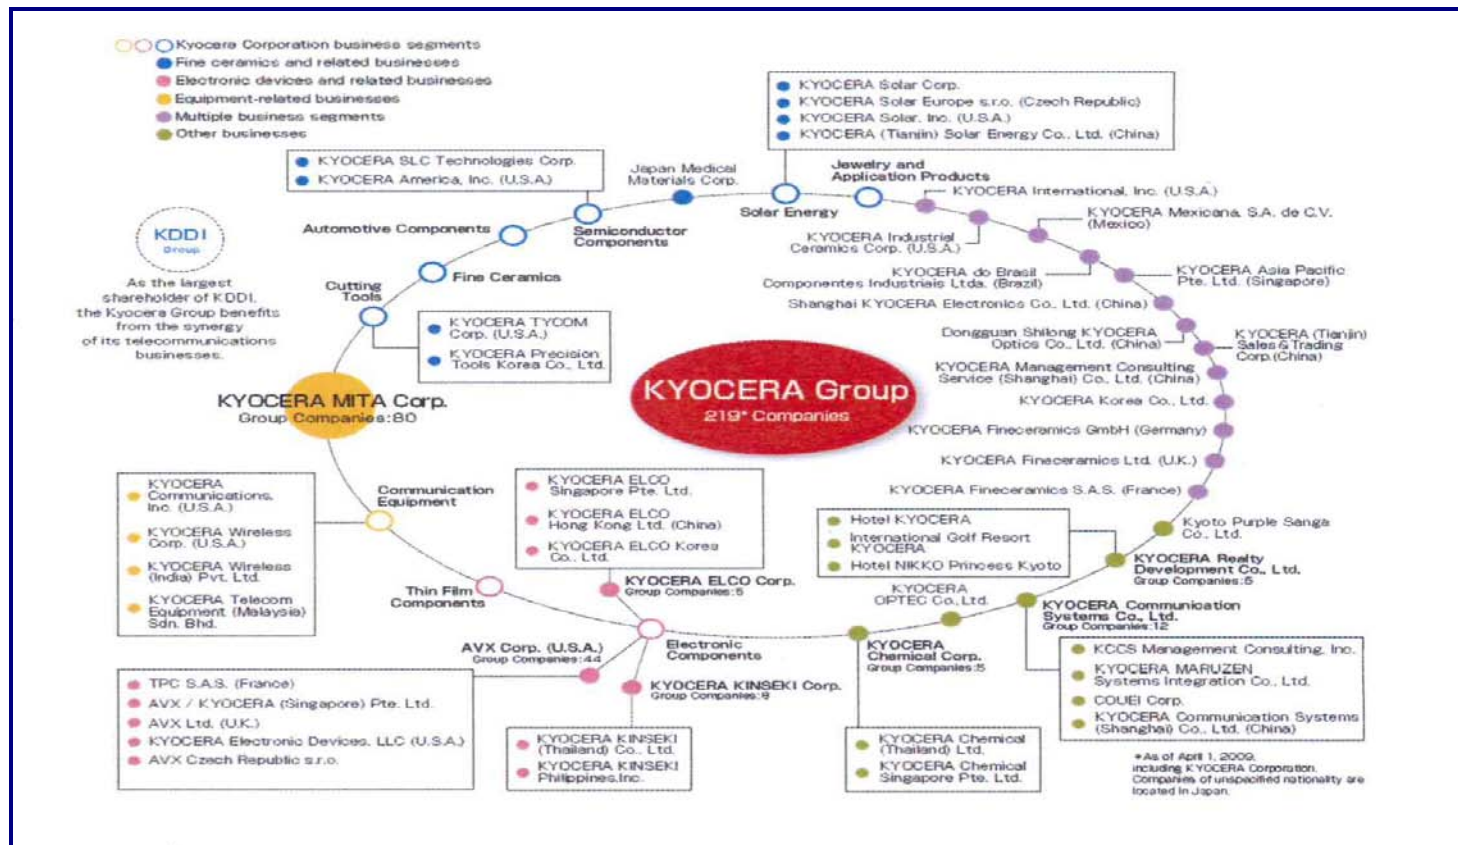 Kyocera Corporation business segments
Fine ceramics and related businesses
Electronic devices and related businesses
Equipment-related businesses
Multiple business segments
Other businesses
KYOCERA Solar Corp.
KYOCERA Solar Europe s.r.o. (Czech Republic)
KYOCERA Solar, Inc. (U.S.A.)
KYOCERA (Tianjin) Solar Energy Co., Ltd. (China)
KYOCERA SLC Technologies Corp.
KYOCERA America, Inc. (U.S.A.)
Japan Medical
Materials Corp.
Solar Energy
Jewelry and
Application Products
KYOCERA International, Inc. (U.S.A.)
KYOCERA Industrial
Ceramics Corp. (U.S.A.)
KYOCERA Mexicana, S.A. de C.V.
(Mexico)
KYOCERA do Brasil
Componentes Industriais Ltda. (Brazil)
KYOCERA Asia Pacific
Pte. Ltd. (Singapore)
Shanghai KYOCERA Electronics Co., Ltd. (China)
Dongguan Shilong KYOCERA
Optics Co., Ltd. (China)
KYOCERA (Tianjin)
Sales & Trading
Corp.(China)
KYOCERA Management Consulting
Service (Shanghai) Co., Ltd. (China)
KYOCERA Korea Co., Ltd.
KYOCERA Fineceramics GmbH (Germany)
KYOCERA Fineceramics Ltd. (U.K.)
KYOCERA Fineceramics S.A.S. (France)
Kyoto Purple Sanga
Co., Ltd.
Automotive Components
Semiconductor
Components
Fine Ceramics
Cutting
Tools
KYOCERA TYCOM
Corp. (U.S.A.)
KYOCERA Precision
Tools Korea Co., Ltd.
KDDI
Group
As the largest
shareholder of KDDI,
the Kyocera Group benefits
from the synergy
of its telecommunications
businesses.
KYOCERA MITA Corp.
Group Companies:80
KYOCERA Group
219* Companies
KYOCERA
Communications,
Inc. (U.S.A.)
KYOCERA Wireless
Corp. (U.S.A.)
KYOCERA Wireless
(India) Pvt. Ltd.
KYOCERA Telecom
Equipment (Malaysia)
Sdn. Bhd.
Communication
Equipment
Thin Film
Components
KYOCERA ELCO
Singapore Pte. Ltd.
KYOCERA ELCO
Hong Kong Ltd. (China)
KYOCERA ELCO Korea
Co., Ltd.
KYOCERA ELCO Corp.
Group Companies:5
Electronic
Components
AVX Corp. (U.S.A.)
Group Companies:44
TPC S.A.S. (France)
AVX / KYOCERA (Singapore) Pte. Ltd.
AVX Ltd. (U.K.)
KYOCERA Electronic Devices, LLC (U.S.A.)
AVX Czech Republic s.r.o.
KYOCERA KINSEKI Corp.
Group Companies:8
KYOCERA KINSEKI
(Thailand) Co., Ltd.
KYOCERA KINSEKI
Philippines,Inc.
Hotel KYOCERA
International Golf Resort
KYOCERA
Hotel NIKKO Princess Kyoto
KYOCERA Realty
Development Co., Ltd.
Group Companies:5
KYOCERA
OPTEC Co., Ltd.
KYOCERA Communication
Systems Co., Ltd.
Group Companies:12
KYOCERA
Chemical Corp.
Group Companies:5
KYOCERA Chemical
(Thailand) Ltd.
KYOCERA Chemical
Singapore Pte. Ltd.
KCCS Management Consulting, Inc.
KYOCERA MARUZEN
Systems Integration Co., Ltd.
COUEI Corp.
KYOCERA Communication Systems
(Shanghai) Co., Ltd. (China)
*As of April 1, 2009,
including KYOCERA Corporation.
Companies of unspecified nationality are
located in Japan.